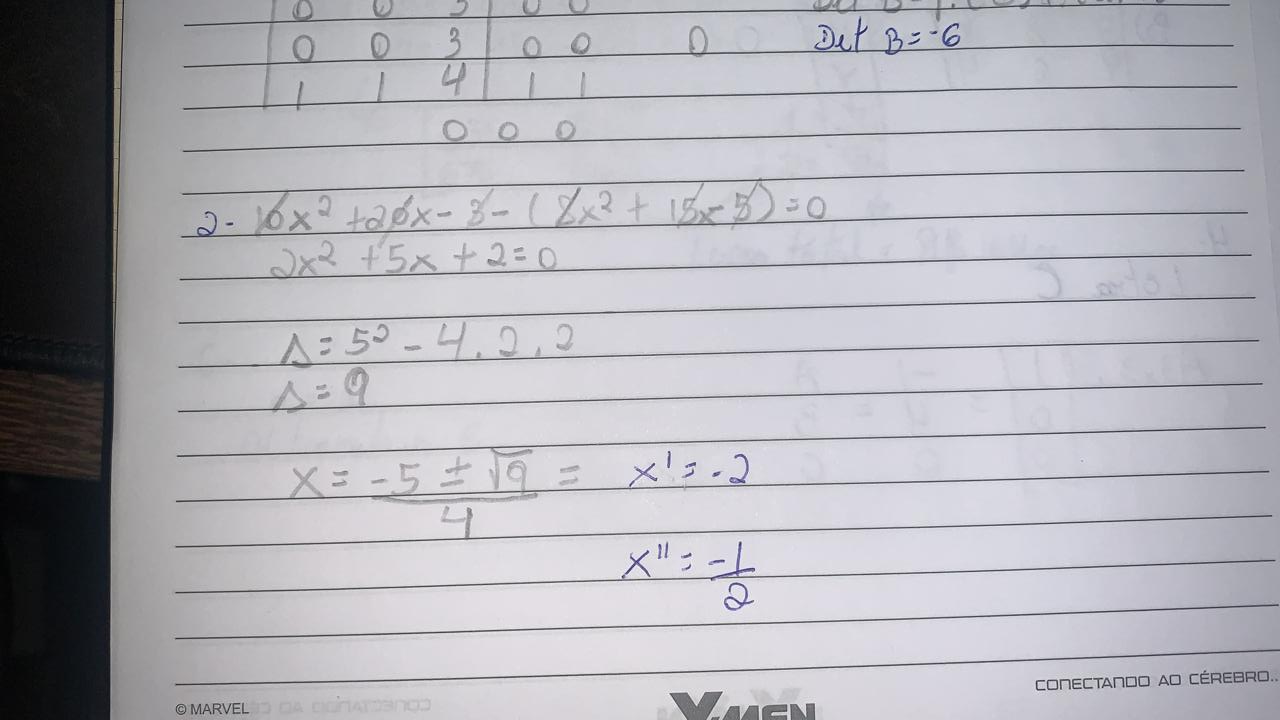 0 0 3 0 0
0 0 3 0 0 0 Det B=-6
1 1 4 1 1
0 0 0
2- 10x² +20x - 3 - (8x² + 15x - 5) = 0
2x² + 5x + 2 = 0
Δ = 5² - 4 . 2 . 2
Δ = 9
x = -5 ± √9 = x' = -2
4
x'' = -1
2
CONECTANDO AO CÉREBRO..
© MARVEL
X-MEN